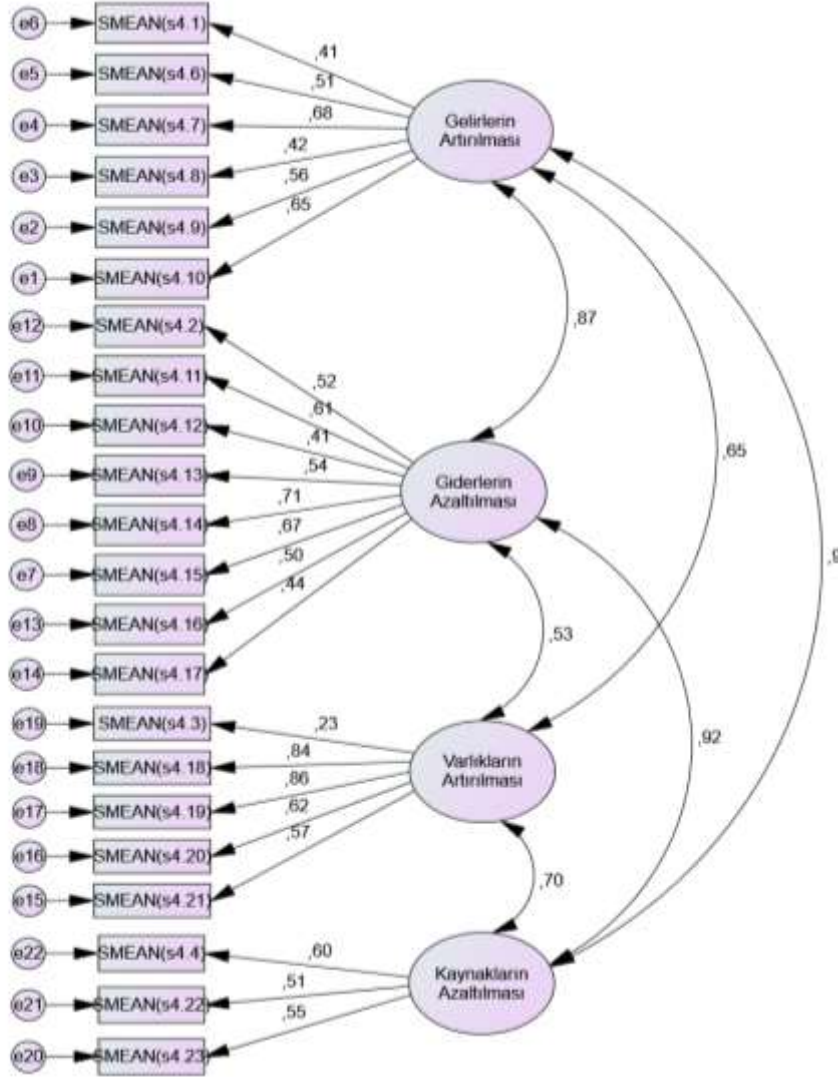 e6
SMEAN(s4.1)
,41
e5
SMEAN(s4.6)
,51
e4
SMEAN(s4.7)
,68
e3
SMEAN(s4.8)
,42
e2
SMEAN(s4.9)
,56
e1
SMEAN(s4.10)
,65
Gelirlerin
Artırılması
e12
SMEAN(s4.2)
,52
e11
SMEAN(s4.11)
,61
e10
SMEAN(s4.12)
,41
e9
SMEAN(s4.13)
,54
e8
SMEAN(s4.14)
,71
e7
SMEAN(s4.15)
,67
e13
SMEAN(s4.16)
,50
e14
SMEAN(s4.17)
,44
Giderlerin
Azaltılması
,87
,65
,9
,53
,92
e19
SMEAN(s4.3)
,23
e18
SMEAN(s4.18)
,84
e17
SMEAN(s4.19)
,86
e16
SMEAN(s4.20)
,62
e15
SMEAN(s4.21)
,57
Varlıkların
Artırılması
,70
e22
SMEAN(s4.4)
,60
e21
SMEAN(s4.22)
,51
e20
SMEAN(s4.23)
,55
Kaynakların
Azaltılması